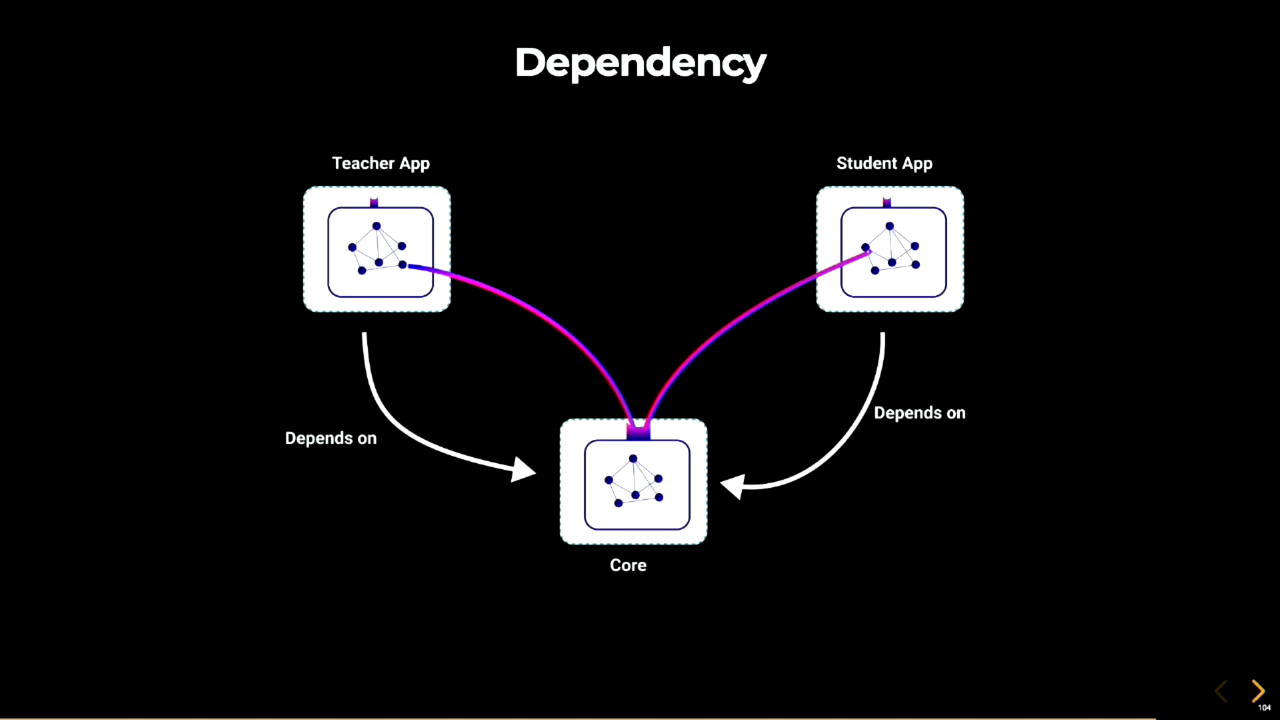 Dependency
Teacher App
Student App
Depends on
Depends on
Core
104